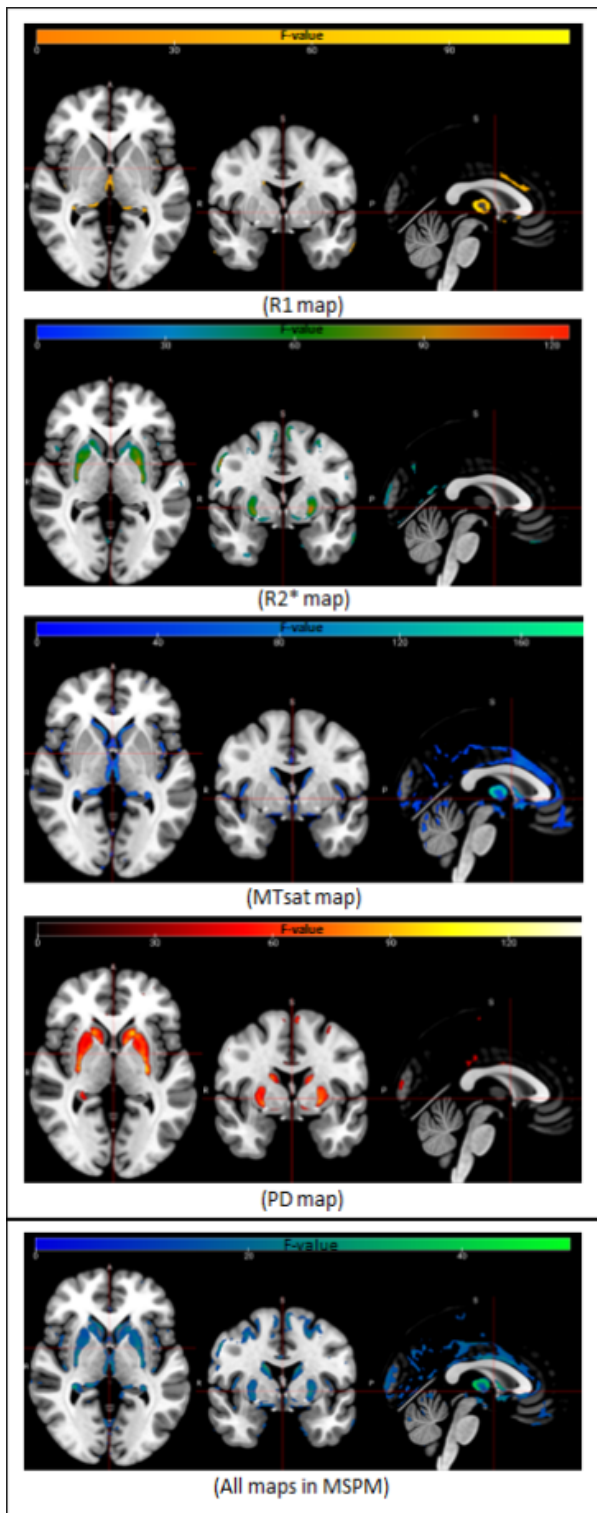 F-value
0 30 60 90
A
S
S
R
R
P
(R1 map)
F-value
0 30 60 90 120
A
S
S
R
R
P
(R2* map)
F-value
0 40 80 120 160
A
S
S
R
R
P
(MTsat map)
F-value
0 30 60 90 120
A
S
S
R
R
P
(PD map)
F-value
0 20 40
A
S
S
R
R
P
(All maps in MSPM)